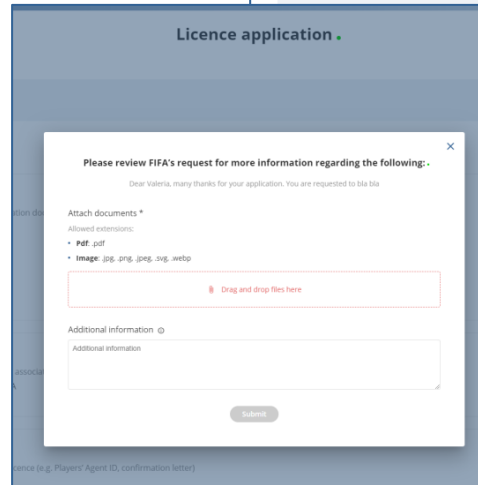 Licence application.
Please review FIFA's request for more information regarding the following:.
Dear Valeria, many thanks for your application. You are requested to bla bla
Attach documents *
Allowed extensions:
• Pdf: .pdf
• Image: .jpg, .png, .jpeg, .svg, .webp
Drag and drop files here
Additional information
Additional information
Submit
associa
A
cence (e.g. Players' Agent ID, confirmation letter)